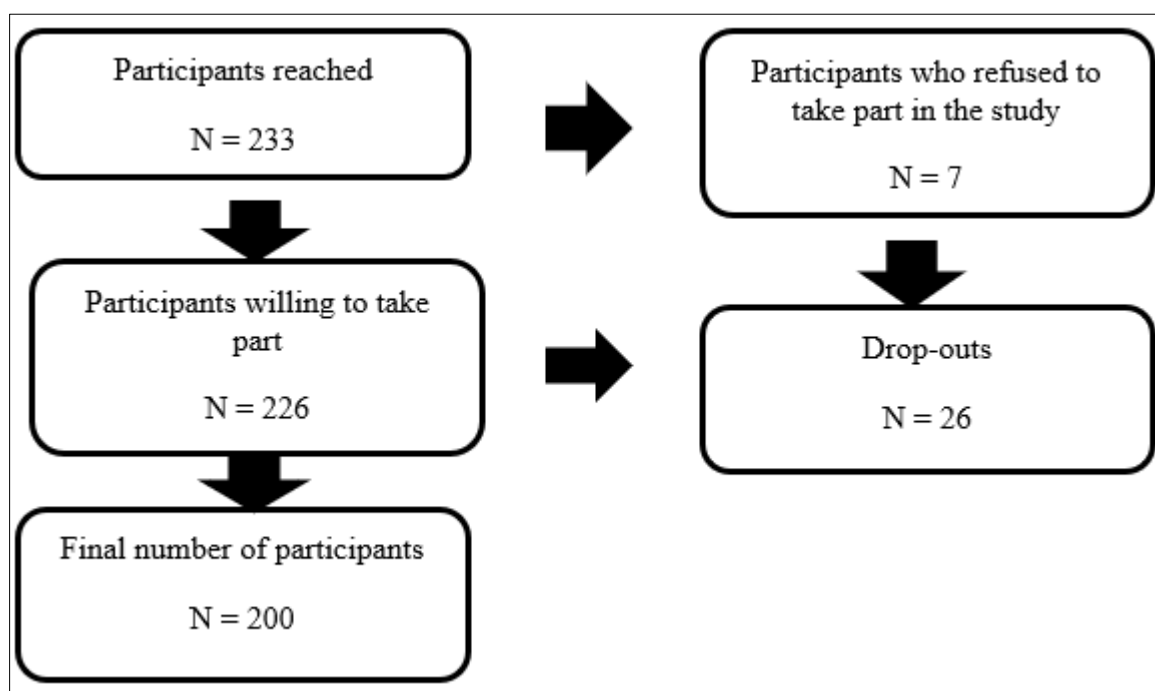 Participants reached
N = 233
Participants who refused to
take part in the study
N = 7
Participants willing to take
part
N = 226
Drop-outs
N = 26
Final number of participants
N = 200